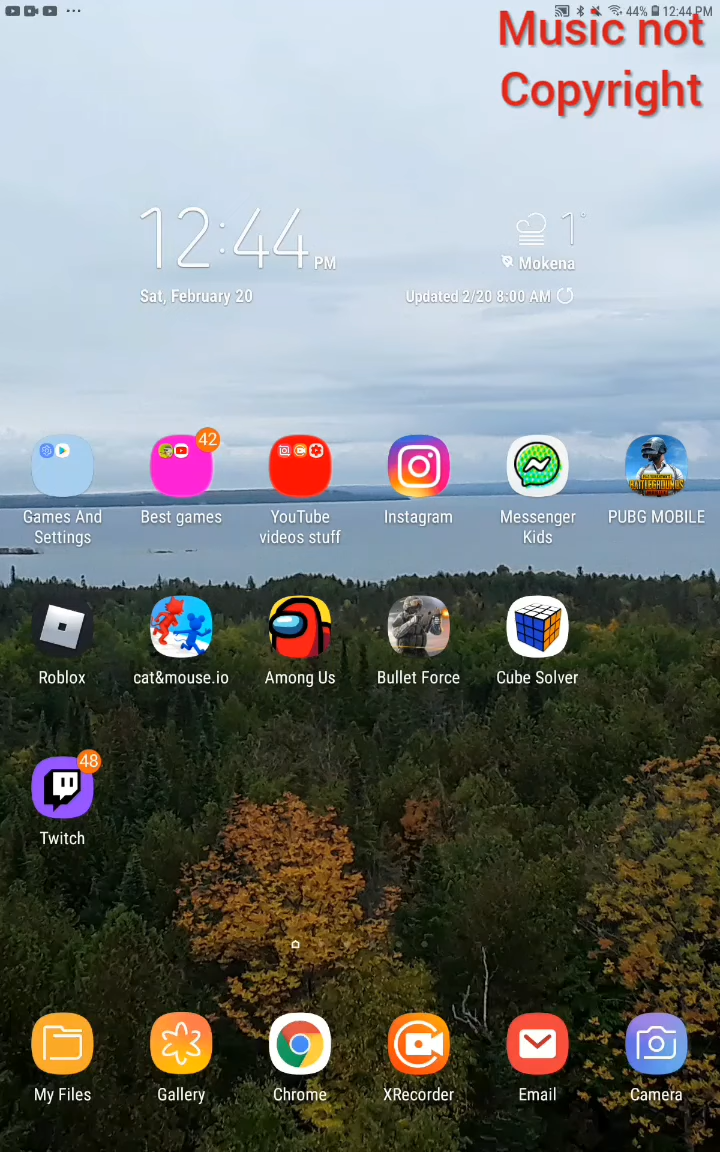 44% 12:44 PM
Music not
Copyright
12:44 PM
1°
Mokena
Sat, February 20
Updated 2/20 8:00 AM
42
Games And
Settings
Best games
YouTube
videos stuff
Instagram
Messenger
Kids
BATTLEGROUNDS
PUBG MOBILE
Roblox
cat&mouse.io
Among Us
Bullet Force
Cube Solver
48
Twitch
My Files
Gallery
Chrome
XRecorder
Email
Camera